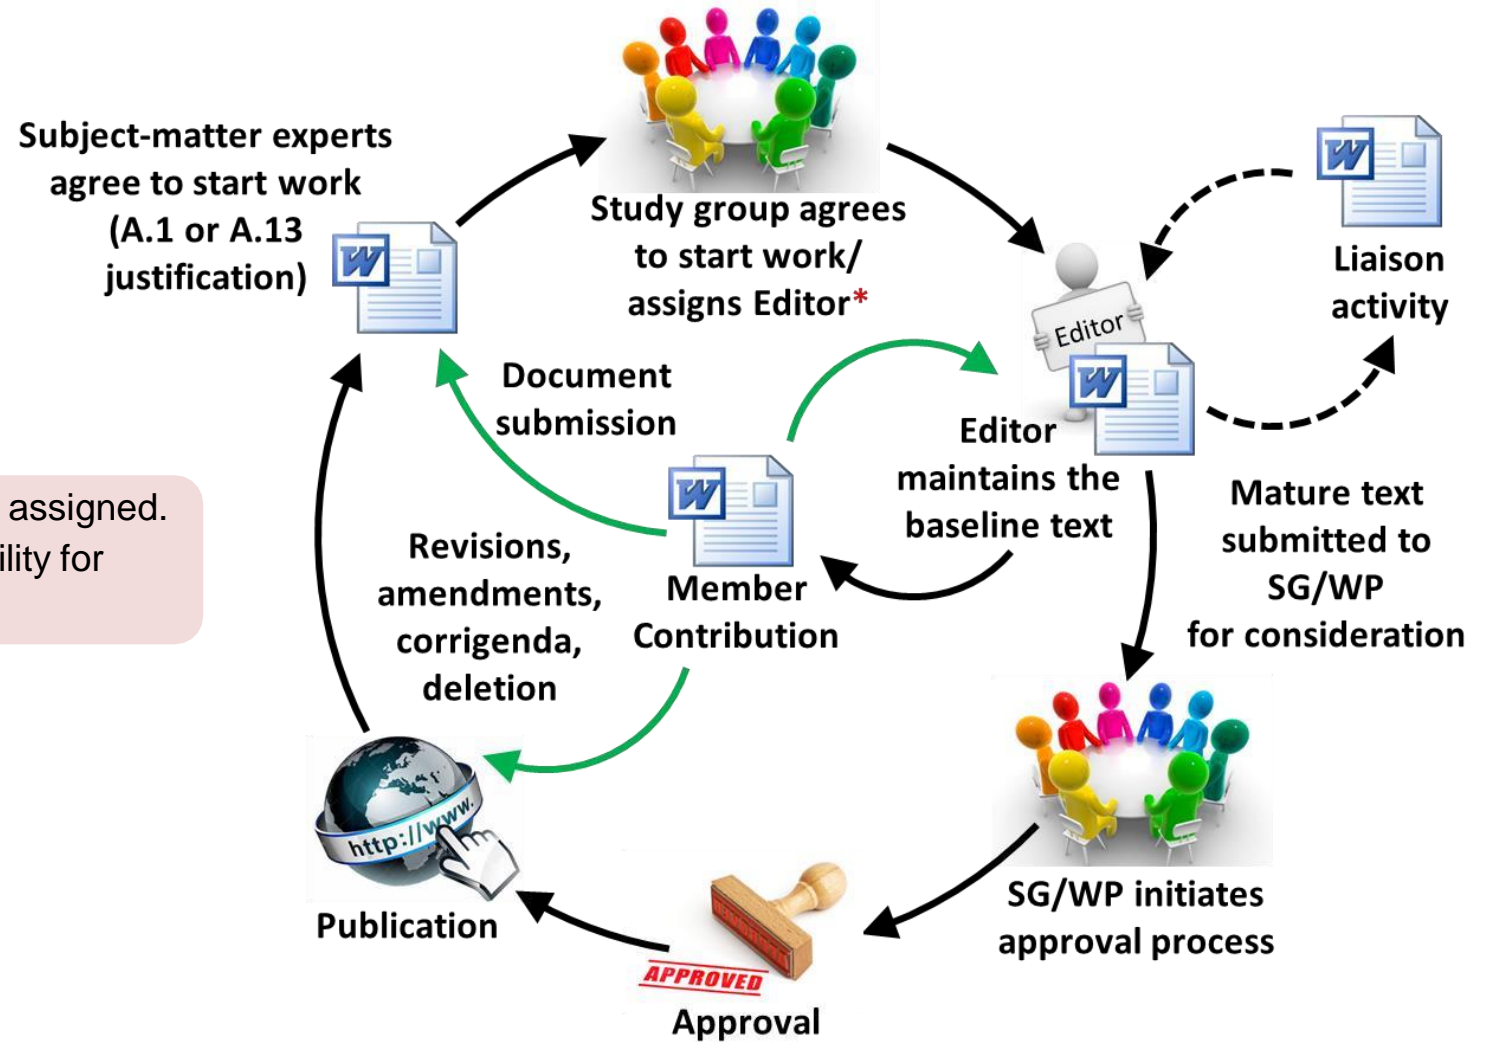 Subject-matter experts
agree to start work
(A.1 or A.13
justification)
Study group agrees
to start work/
assigns Editor*
Liaison
activity
Editor
Document
submission
Editor
maintains the
baseline text
assigned.
ility for
Revisions,
amendments,
corrigenda,
deletion
Member
Contribution
Mature text
submitted to
SG/WP
for consideration
http://www.
Publication
SG/WP initiates
approval process
APPROVED
Approval
W
W
W
W